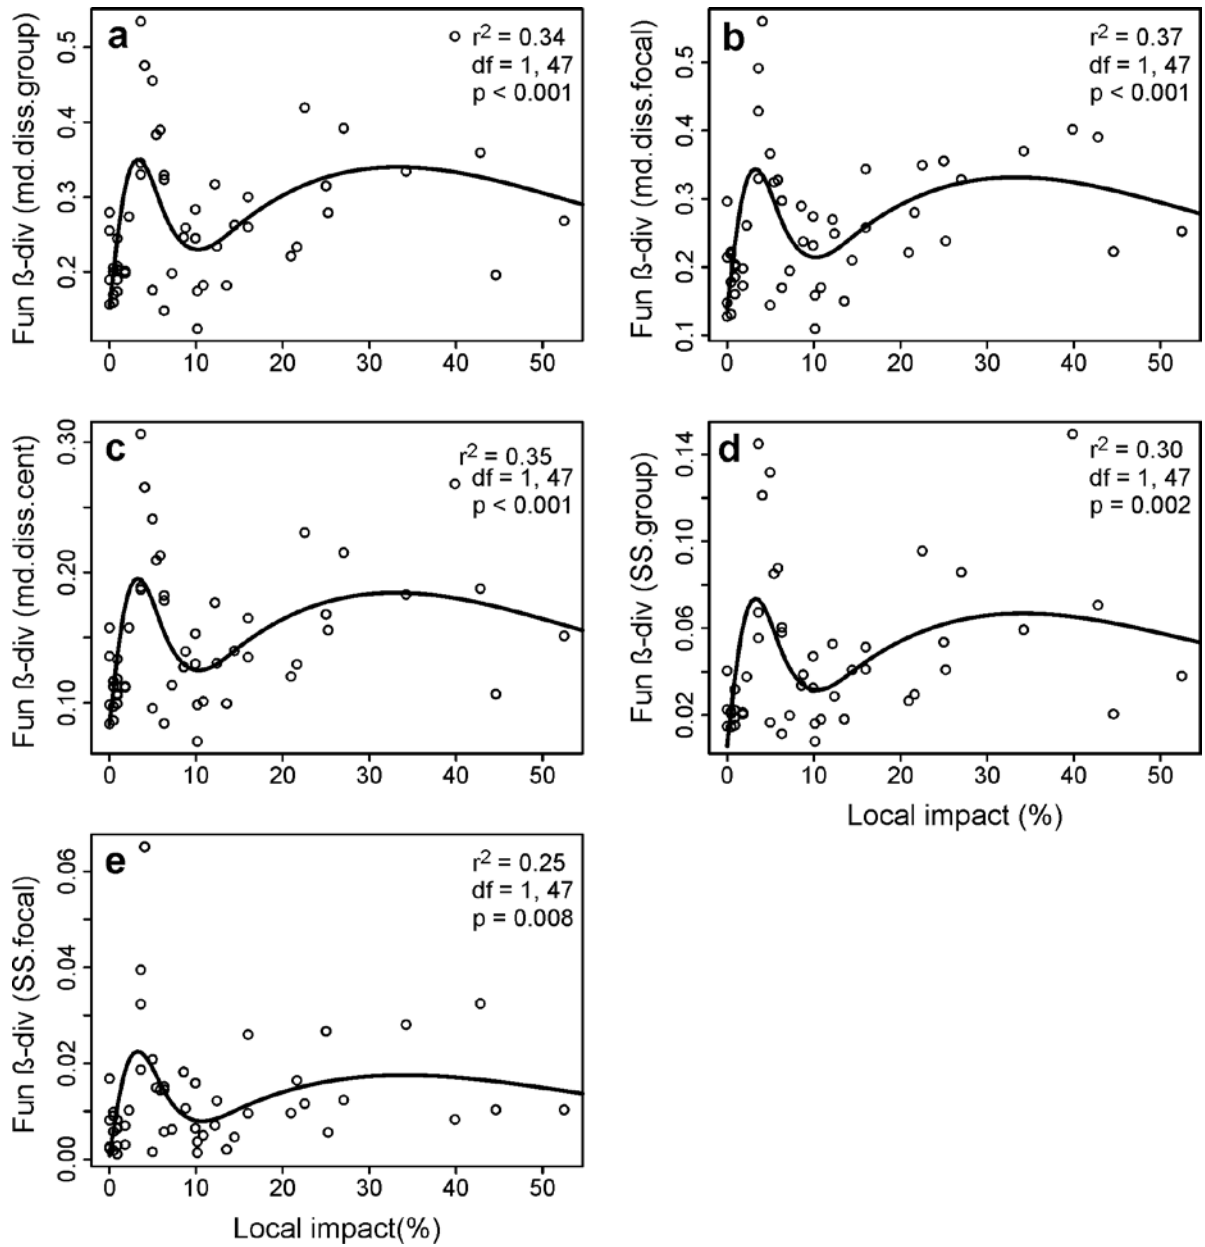 a
r² = 0.34
df = 1, 47
p < 0.001
Fun ß-div (md.diss.group)
0.5
0.4
0.3
0.2
0 10 20 30 40 50
b
r² = 0.37
df = 1, 47
p < 0.001
Fun ß-div (md.diss.focal)
0.5
0.4
0.3
0.2
0.1
0 10 20 30 40 50
c
r² = 0.35
df = 1, 47
p < 0.001
Fun ß-div (md.diss.cent)
0.30
0.20
0.10
0 10 20 30 40 50
d
r² = 0.30
df = 1, 47
p = 0.002
Fun ß-div (SS.group)
0.14
0.10
0.06
0.02
0 10 20 30 40 50
Local impact (%)
e
r² = 0.25
df = 1, 47
p = 0.008
Fun ß-div (SS.focal)
0.06
0.04
0.02
0.00
0 10 20 30 40 50
Local impact(%)